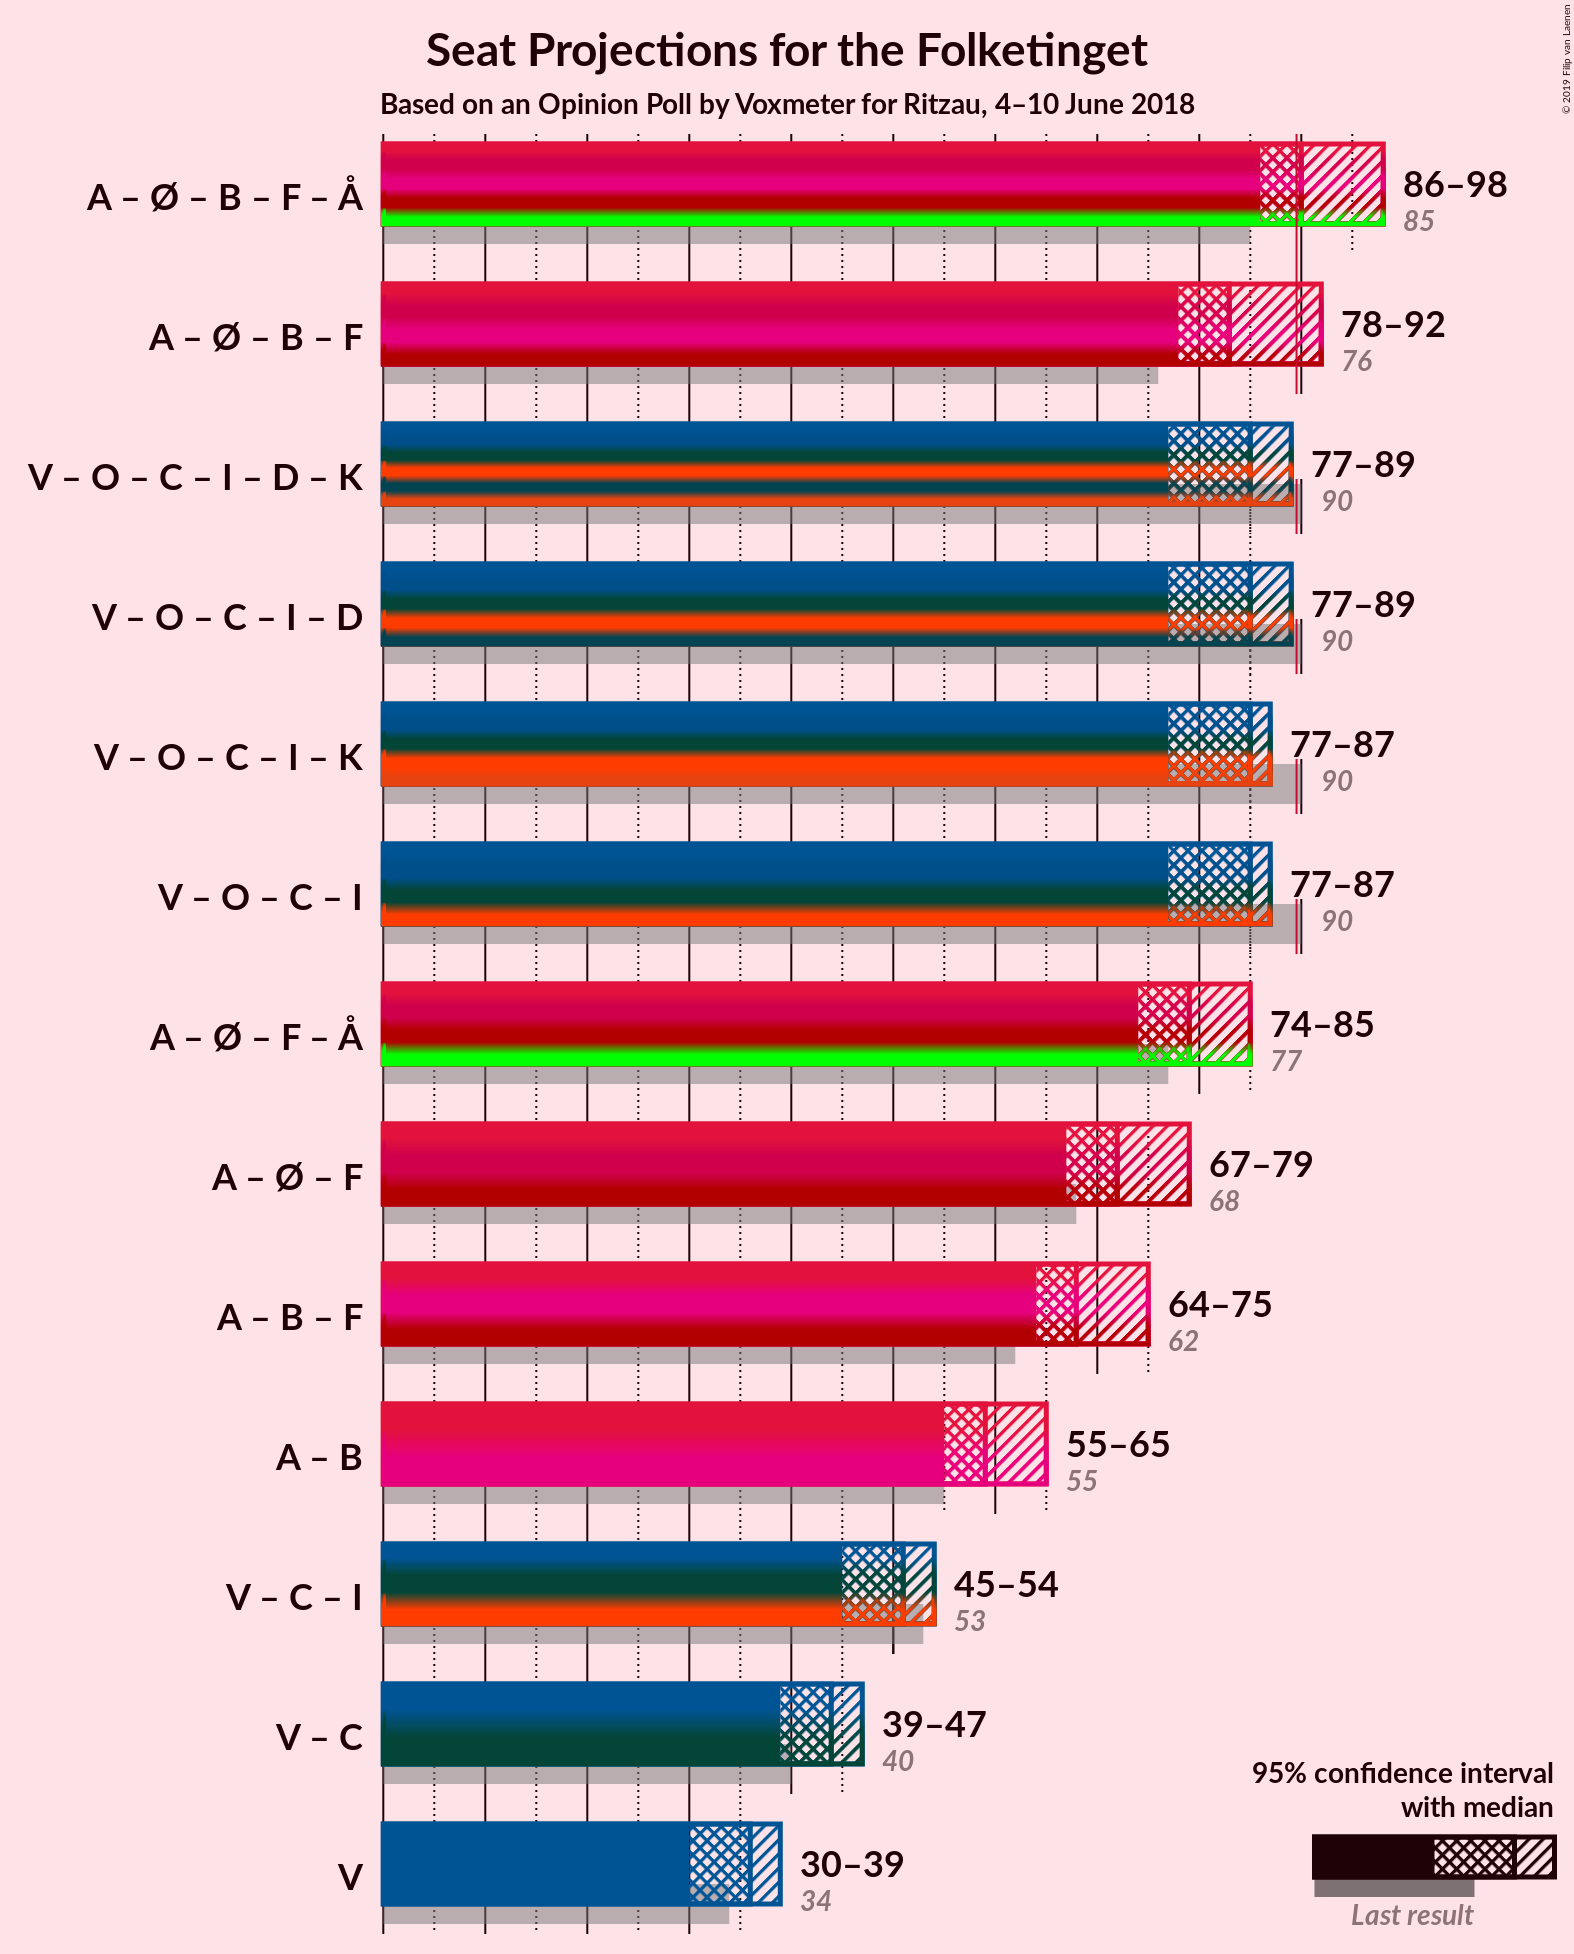 Seat Projections for the Folketinget
Based on an Opinion Poll by Voxmeter for Ritzau, 4–10 June 2018
© 2019 Filip van Laenen
A – Ø – B – F – Å
86–98
85
A – Ø – B – F
78–92
76
V – O – C – I – D – K
77–89
90
V – O – C – I – D
77–89
90
V – O – C – I – K
77–87
90
V – O – C – I
77–87
90
A – Ø – F – Å
74–85
77
A – Ø – F
67–79
68
A – B – F
64–75
62
A – B
55–65
55
V – C – I
45–54
53
V – C
39–47
40
V
30–39
34
95% confidence interval
with median
Last result